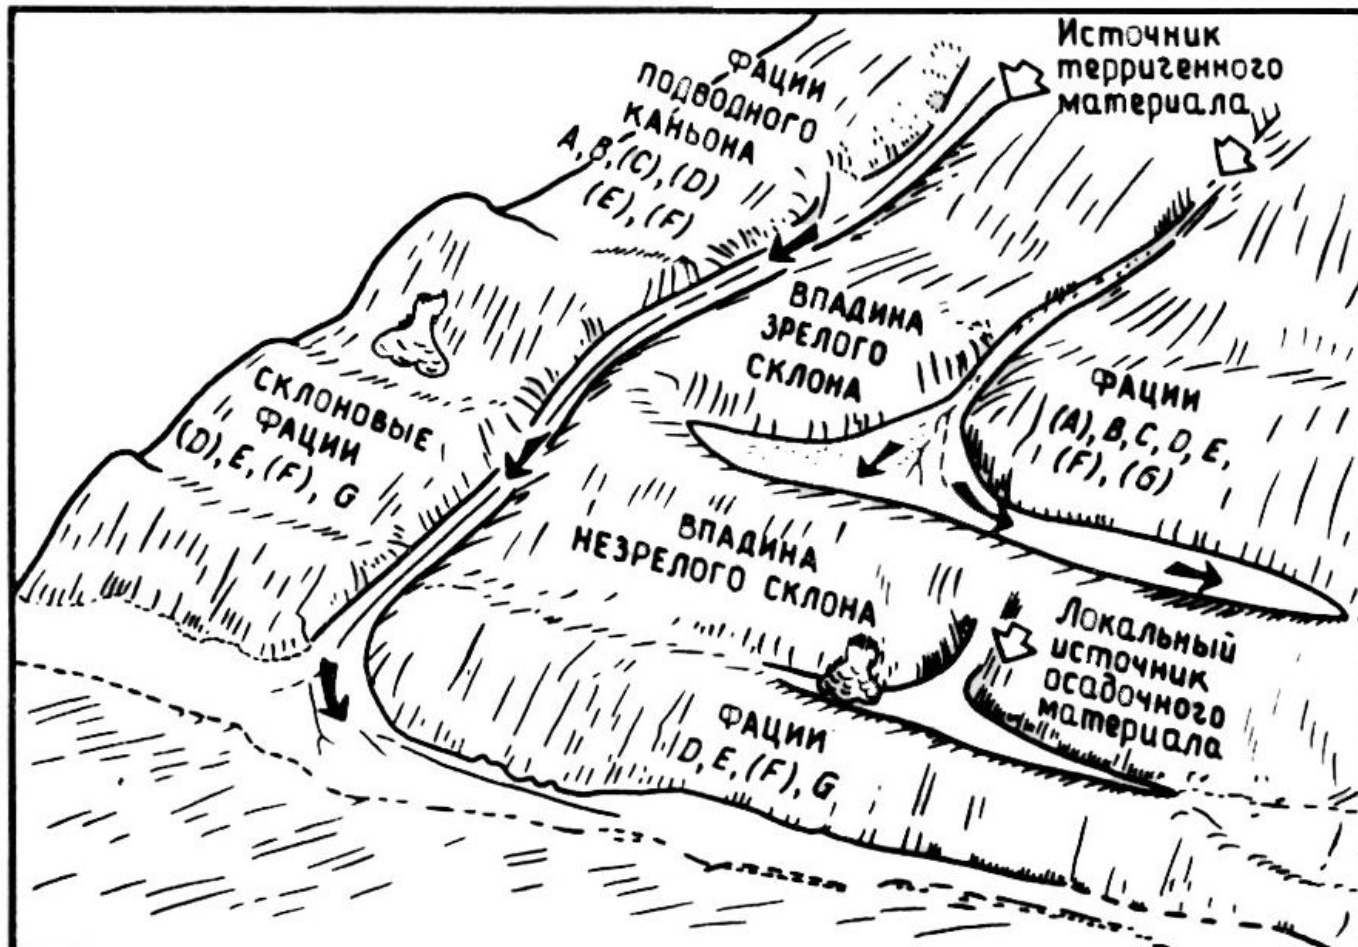 ФАЦИИ
ПОДВОДНОГО
КАНЬОНА
A, B, (C), (D)
(E), (F)
Источник
терригенного
материала
ВПАДИНА
ЗРЕЛОГО
СКЛОНА
ФАЦИИ
(A), B, C, D, E,
(F), (G)
СКЛОНОВЫЕ
ФАЦИИ
(D), E, (F), G
ВПАДИНА
НЕЗРЕЛОГО СКЛОНА
Локальный
источник
осадочного
материала
ФАЦИИ
D, E, (F), G